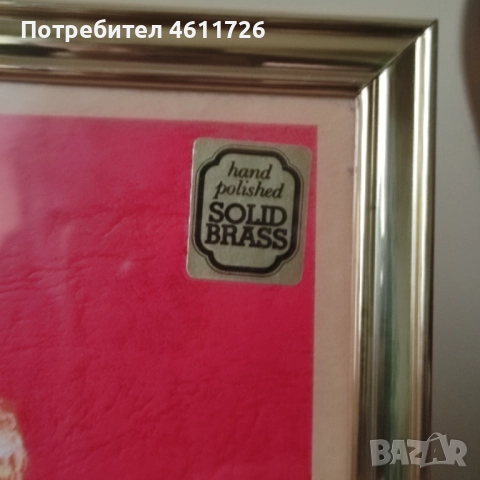 Потребител 4611726
hand
polished
SOLID
BRASS
BAZAR